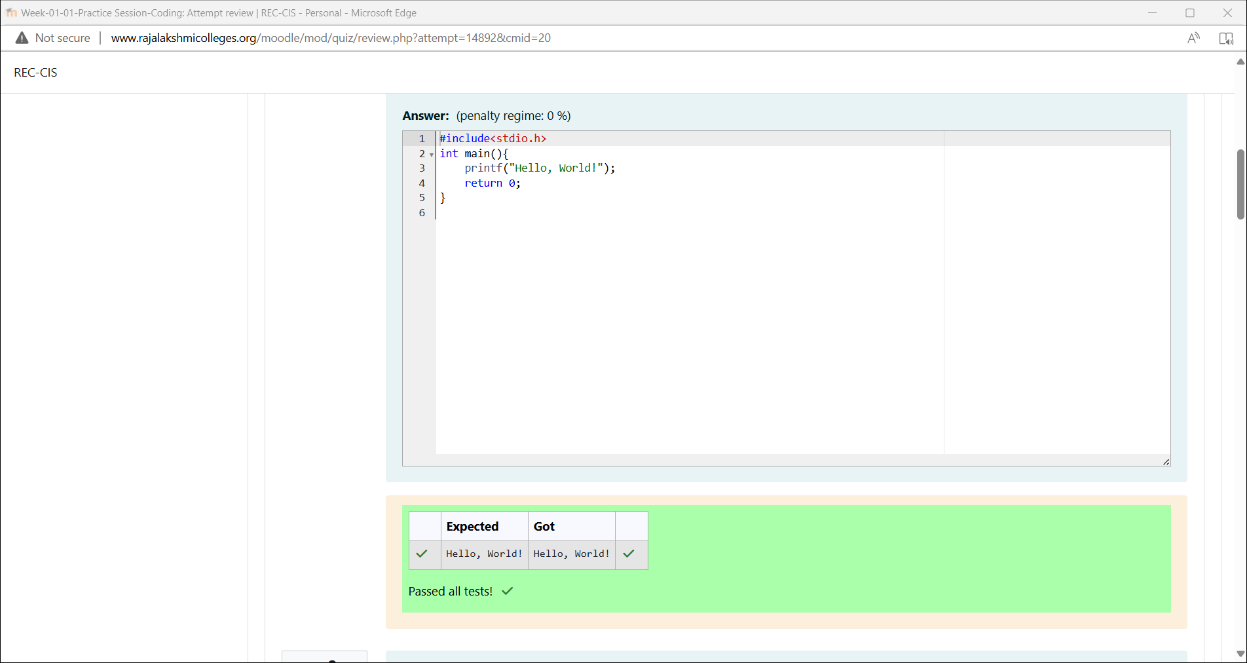 Week-01-01-Practice Session-Coding: Attempt review | REC-CIS - Personal - Microsoft Edge
Not secure | www.rajalakshmicolleges.org/moodle/mod/quiz/review.php?attempt=14892&cmid=20
REC-CIS
Answer: (penalty regime: 0 %)
1 #include<stdio.h>
2 int main(){
3     printf("Hello, World!");
4     return 0;
5 }
6
Expected Got
Hello, World! Hello, World!
Passed all tests!